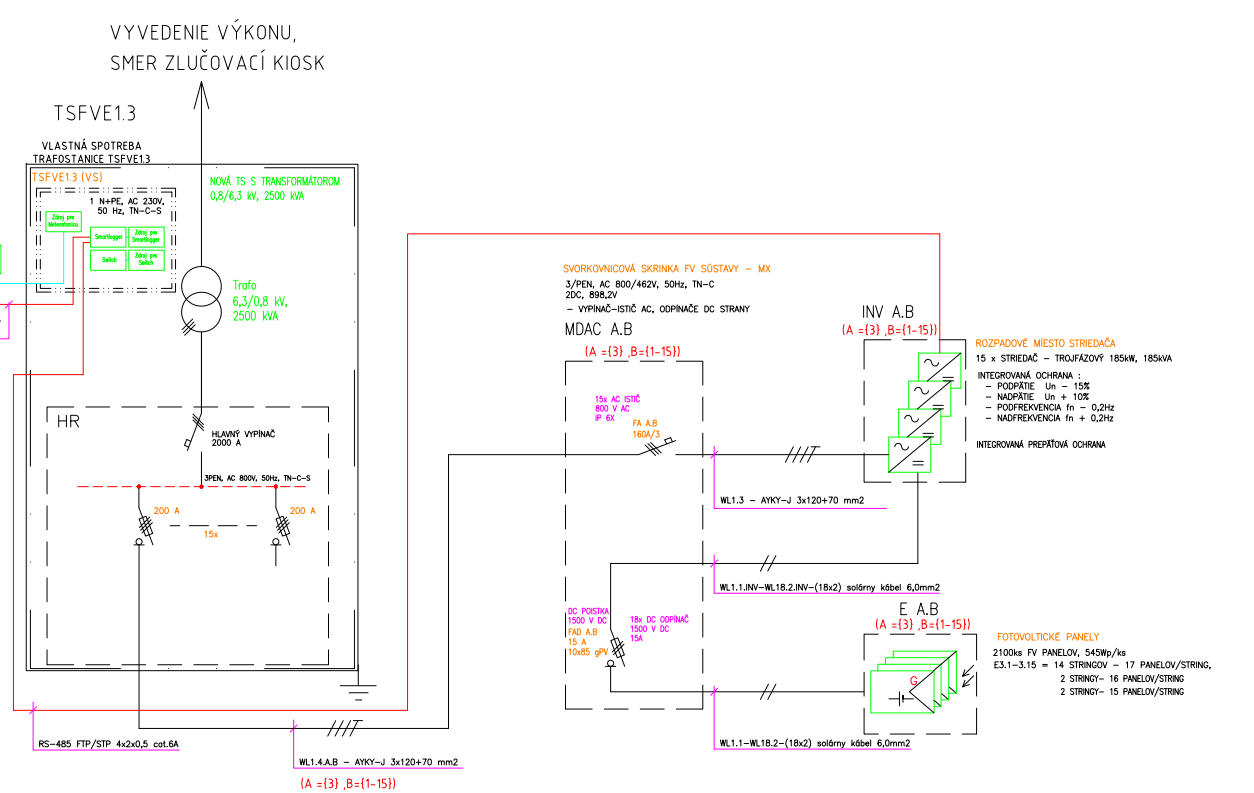 VYVEDENIE VÝKONU,
SMER ZLUČOVACÍ KIOSK
TSFVE1.3
VLASTNÁ SPOTREBA
TRAFOSTANICE TSFVE1.3
TSFVE1.3 (VS)
1 N+PE, AC 230V,
50 Hz, TN-C-S
Zdroj pre
Meteostanicu
Smartlogger
Zdroj pre
Smartlogger
Switch
Zdroj pre
Switch
NOVÁ TS S TRANSFORMÁTOROM
0,8/6,3 kV, 2500 kVA
Trafo
6,3/0,8 kV,
2500 kVA
HR
HLAVNÝ VYPÍNAČ
2000 A
3PEN, AC 800V, 50Hz, TN-C-S
200 A
200 A
15x
RS-485 FTP/STP 4x2x0,5 cat.6A
WL1.4.A.B - AYKY-J 3x120+70 mm2
(A ={3} ,B={1-15})
SVORKOVNICOVÁ SKRINKA FV SÚSTAVY - MX
3/PEN, AC 800/462V, 50Hz, TN-C
2DC, 898,2V
- VYPÍNAČ-ISTIČ AC, ODPÍNAČE DC STRANY
MDAC A.B
(A ={3} ,B={1-15})
15x AC ISTIČ
800 V AC
IP 6X
FA A.B
160A/3
WL1.3 - AYKY-J 3x120+70 mm2
WL1.1.INV-WL18.2.INV-(18x2) solárny kábel 6,0mm2
DC POISTKA
1500 V DC
FAD A.B
15 A
10x85 gPV
18x DC ODPÍNAČ
1500 V DC
15A
WL1.1-WL18.2-(18x2) solárny kábel 6,0mm2
INV A.B
(A ={3} ,B={1-15})
ROZPADOVÉ MIESTO STRIEDAČA
15 x STRIEDAČ - TROJFÁZOVÝ 185kW, 185kVA
INTEGROVANÁ OCHRANA :
- PODPÄTIE Un - 15%
- NADPÄTIE Un + 10%
- PODFREKVENCIA fn - 0,2Hz
- NADFREKVENCIA fn + 0,2Hz
INTEGROVANÁ PREPÄŤOVÁ OCHRANA
E A.B
(A ={3} ,B={1-15})
G
FOTOVOLTICKÉ PANELY
2100ks FV PANELOV, 545Wp/ks
E3.1-3.15 = 14 STRINGOV - 17 PANELOV/STRING,
2 STRINGY- 16 PANELOV/STRING
2 STRINGY- 15 PANELOV/STRING